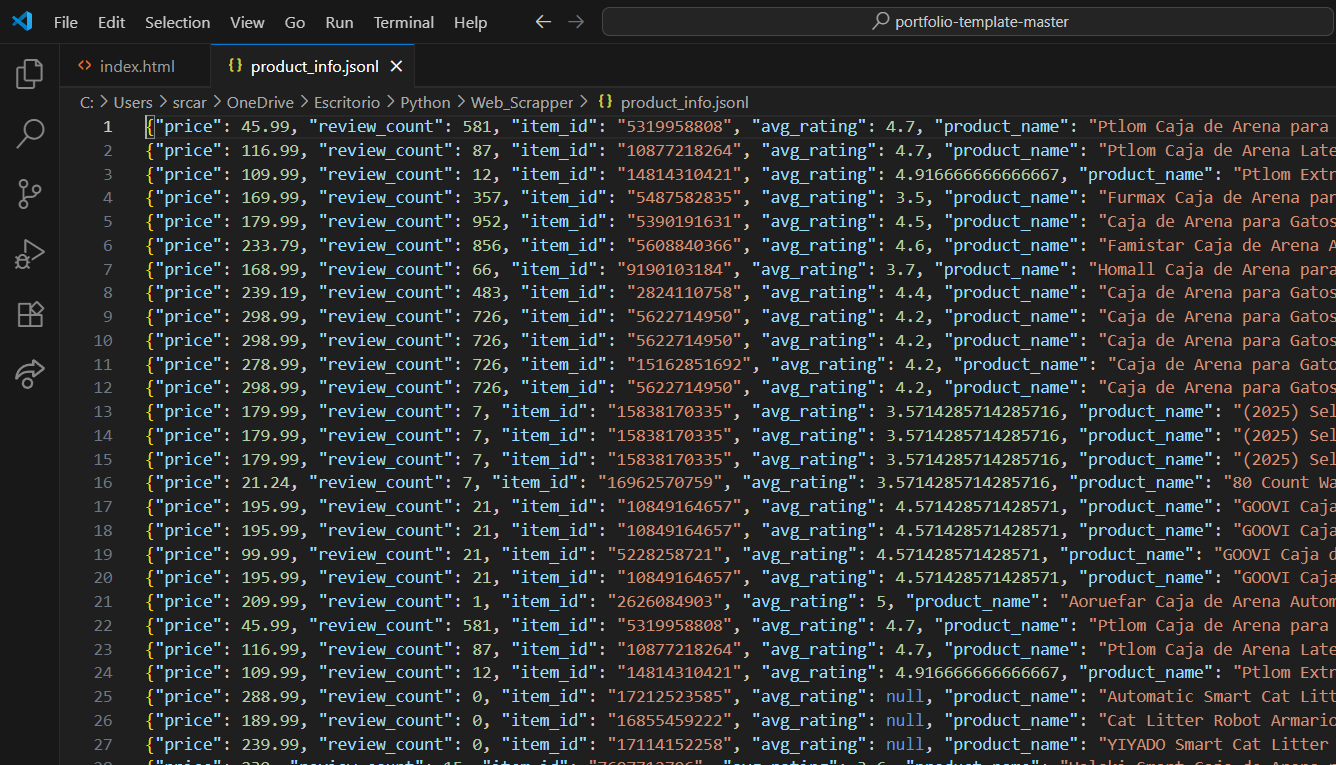 File Edit Selection View Go Run Terminal Help portfolio-template-master
index.html product_info.jsonl
C: > Users > srcar > OneDrive > Escritorio > Python > Web_Scrapper > {} product_info.jsonl
1 {"price": 45.99, "review_count": 581, "item_id": "5319958808", "avg_rating": 4.7, "product_name": "Ptlom Caja de Arena para
2 {"price": 116.99, "review_count": 87, "item_id": "10877218264", "avg_rating": 4.7, "product_name": "Ptlom Caja de Arena Late
3 {"price": 109.99, "review_count": 12, "item_id": "14814310421", "avg_rating": 4.916666666666667, "product_name": "Ptlom Extr
4 {"price": 169.99, "review_count": 357, "item_id": "5487582835", "avg_rating": 3.5, "product_name": "Furmax Caja de Arena par
5 {"price": 179.99, "review_count": 952, "item_id": "5390191631", "avg_rating": 4.5, "product_name": "Caja de Arena para Gatos
6 {"price": 233.79, "review_count": 856, "item_id": "5608840366", "avg_rating": 4.6, "product_name": "Famistar Caja de Arena A
7 {"price": 168.99, "review_count": 66, "item_id": "9190103184", "avg_rating": 3.7, "product_name": "Homall Caja de Arena para
8 {"price": 239.19, "review_count": 483, "item_id": "2824110758", "avg_rating": 4.4, "product_name": "Caja de Arena para Gatos
9 {"price": 298.99, "review_count": 726, "item_id": "5622714950", "avg_rating": 4.2, "product_name": "Caja de Arena para Gatos
10 {"price": 298.99, "review_count": 726, "item_id": "5622714950", "avg_rating": 4.2, "product_name": "Caja de Arena para Gatos
11 {"price": 278.99, "review_count": 726, "item_id": "15162851692", "avg_rating": 4.2, "product_name": "Caja de Arena para Gato
12 {"price": 298.99, "review_count": 726, "item_id": "5622714950", "avg_rating": 4.2, "product_name": "Caja de Arena para Gatos
13 {"price": 179.99, "review_count": 7, "item_id": "15838170335", "avg_rating": 3.5714285714285716, "product_name": "(2025) Sel
14 {"price": 179.99, "review_count": 7, "item_id": "15838170335", "avg_rating": 3.5714285714285716, "product_name": "(2025) Sel
15 {"price": 179.99, "review_count": 7, "item_id": "15838170335", "avg_rating": 3.5714285714285716, "product_name": "(2025) Sel
16 {"price": 21.24, "review_count": 7, "item_id": "16962570759", "avg_rating": 3.5714285714285716, "product_name": "80 Count Wa
17 {"price": 195.99, "review_count": 21, "item_id": "10849164657", "avg_rating": 4.571428571428571, "product_name": "GOOVI Caja
18 {"price": 195.99, "review_count": 21, "item_id": "10849164657", "avg_rating": 4.571428571428571, "product_name": "GOOVI Caja
19 {"price": 99.99, "review_count": 21, "item_id": "5228258721", "avg_rating": 4.571428571428571, "product_name": "GOOVI Caja d
20 {"price": 195.99, "review_count": 21, "item_id": "10849164657", "avg_rating": 4.571428571428571, "product_name": "GOOVI Caja
21 {"price": 209.99, "review_count": 1, "item_id": "2626084903", "avg_rating": 5, "product_name": "Aoruefar Caja de Arena Autom
22 {"price": 45.99, "review_count": 581, "item_id": "5319958808", "avg_rating": 4.7, "product_name": "Ptlom Caja de Arena para
23 {"price": 116.99, "review_count": 87, "item_id": "10877218264", "avg_rating": 4.7, "product_name": "Ptlom Caja de Arena Late
24 {"price": 109.99, "review_count": 12, "item_id": "14814310421", "avg_rating": 4.916666666666667, "product_name": "Ptlom Extr
25 {"price": 288.99, "review_count": 0, "item_id": "17212523585", "avg_rating": null, "product_name": "Automatic Smart Cat Litt
26 {"price": 189.99, "review_count": 0, "item_id": "16855459222", "avg_rating": null, "product_name": "Cat Litter Robot Armario
27 {"price": 239.99, "review_count": 0, "item_id": "17114152258", "avg_rating": null, "product_name": "YIYADO Smart Cat Litter